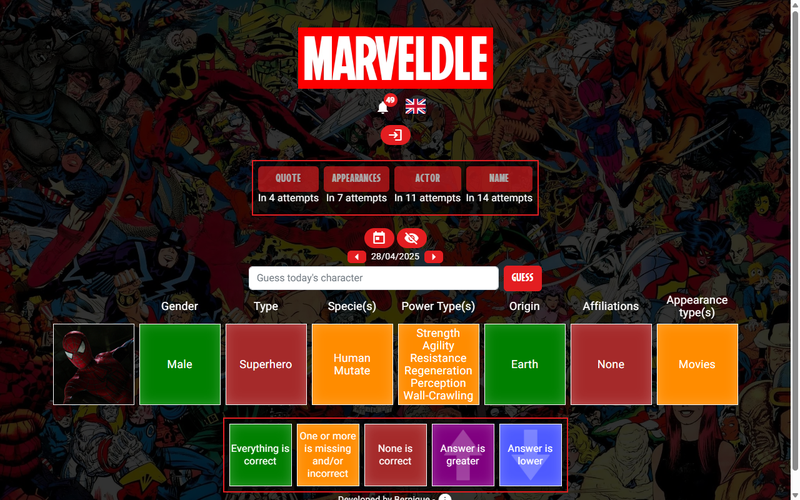 MARVELDLE
49
QUOTE APPEARANCES ACTOR NAME
In 4 attempts In 7 attempts In 11 attempts In 14 attempts
28/04/2025
Guess today's character GUESS
Gender Type Specie(s) Power Type(s) Origin Affiliations Appearance type(s)
Male
Superhero
Human
Mutate
Strength
Agility
Resistance
Regeneration
Perception
Wall-Crawling
Earth
None
Movies
Everything is
correct
One or more
is missing
and/or
incorrect
None is
correct
Answer is
greater
Answer is
lower
Developed by Bernique -